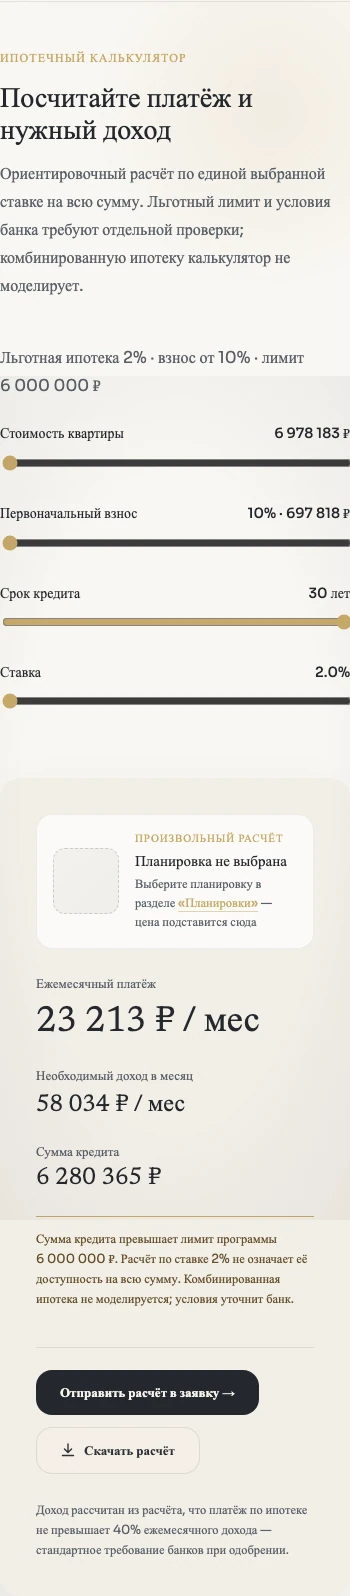 ИПОТЕЧНЫЙ КАЛЬКУЛЯТОР
Посчитайте платёж и
нужный доход
Ориентировочный расчёт по единой выбранной
ставке на всю сумму. Льготный лимит и условия
банка требуют отдельной проверки;
комбинированную ипотеку калькулятор не
моделирует.
Льготная ипотека 2% · взнос от 10% · лимит
6 000 000 ₽
Стоимость квартиры 6 978 183 ₽
Первоначальный взнос 10% · 697 818 ₽
Срок кредита 30 лет
Ставка 2.0%
ПРОИЗВОЛЬНЫЙ РАСЧЁТ
Планировка не выбрана
Выберите планировку в
разделе «Планировки» —
цена подставится сюда
Ежемесячный платёж
23 213 ₽ / мес
Необходимый доход в месяц
58 034 ₽ / мес
Сумма кредита
6 280 365 ₽
Сумма кредита превышает лимит программы
6 000 000 ₽. Расчёт по ставке 2% не означает её
доступность на всю сумму. Комбинированная
ипотека не моделируется; условия уточнит банк.
Отправить расчёт в заявку →
Скачать расчёт
Доход рассчитан из расчёта, что платёж по ипотеке
не превышает 40% ежемесячного дохода —
стандартное требование банков при одобрении.